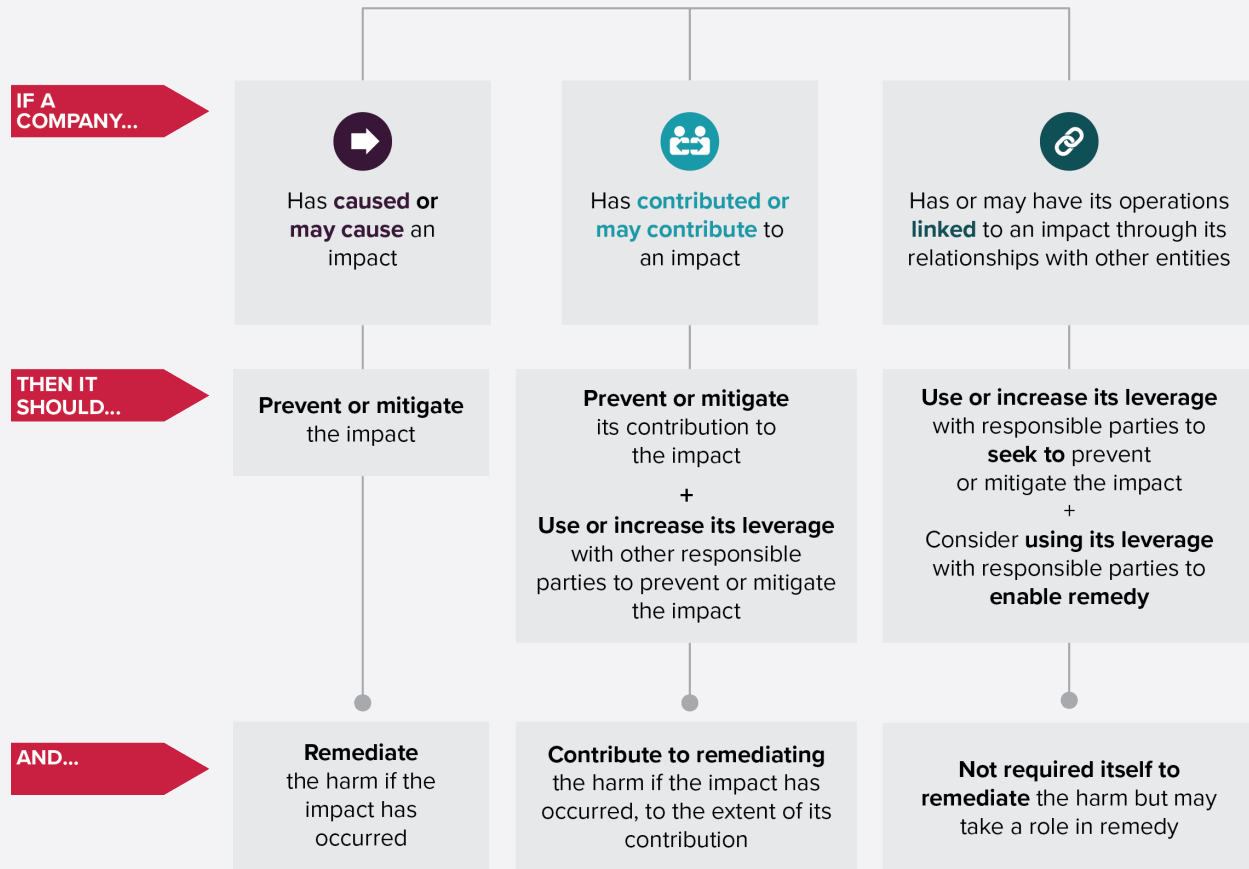 IF A
COMPANY...
Has caused or
may cause an
impact
Has contributed or
may contribute to
an impact
Has or may have its operations
linked to an impact through its
relationships with other entities
THEN IT
SHOULD...
Prevent or mitigate
the impact
Prevent or mitigate
its contribution to
the impact
+
Use or increase its leverage
with other responsible
parties to prevent or mitigate
the impact
Use or increase its leverage
with responsible parties to
seek to prevent
or mitigate the impact
+
Consider using its leverage
with responsible parties to
enable remedy
AND...
Remediate
the harm if the
impact has
occurred
Contribute to remediating
the harm if the impact has
occurred, to the extent of its
contribution
Not required itself to
remediate the harm but may
take a role in remedy